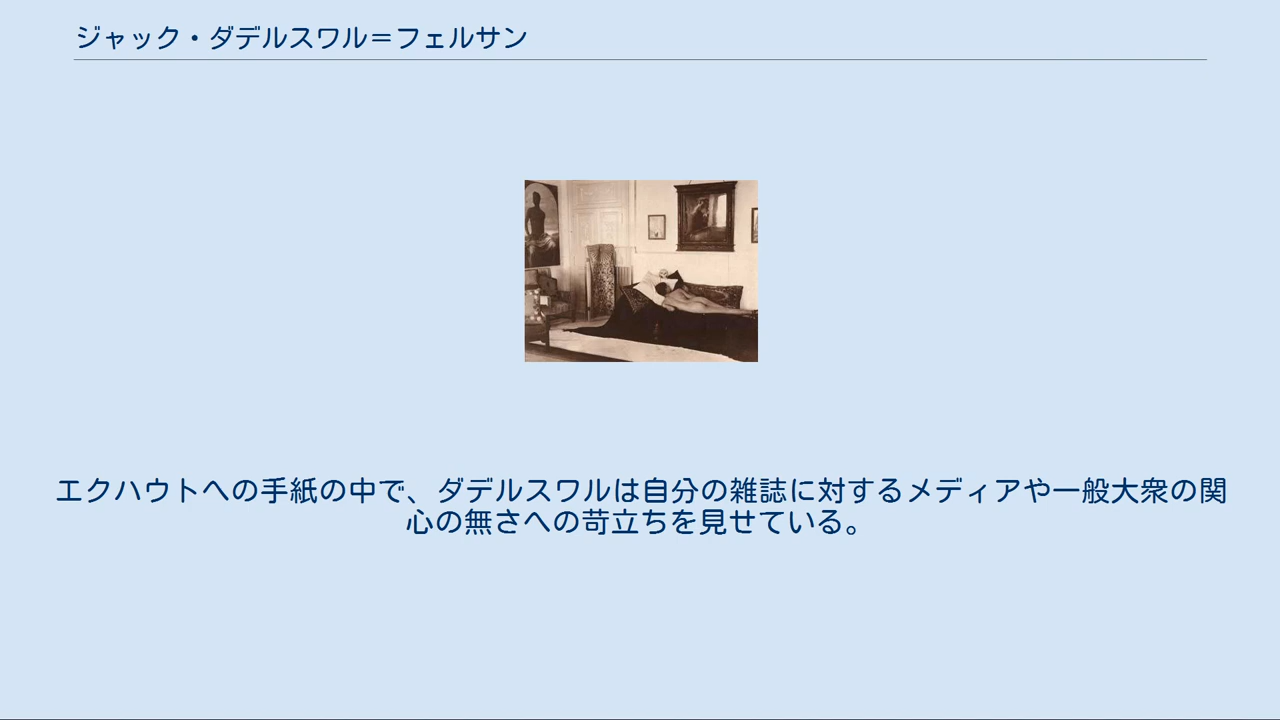 ジャック・ダデルスワル＝フェルサン
エクハウトへの手紙の中で、ダデルスワルは自分の雑誌に対するメディアや一般大衆の関
心の無さへの苛立ちを見せている。